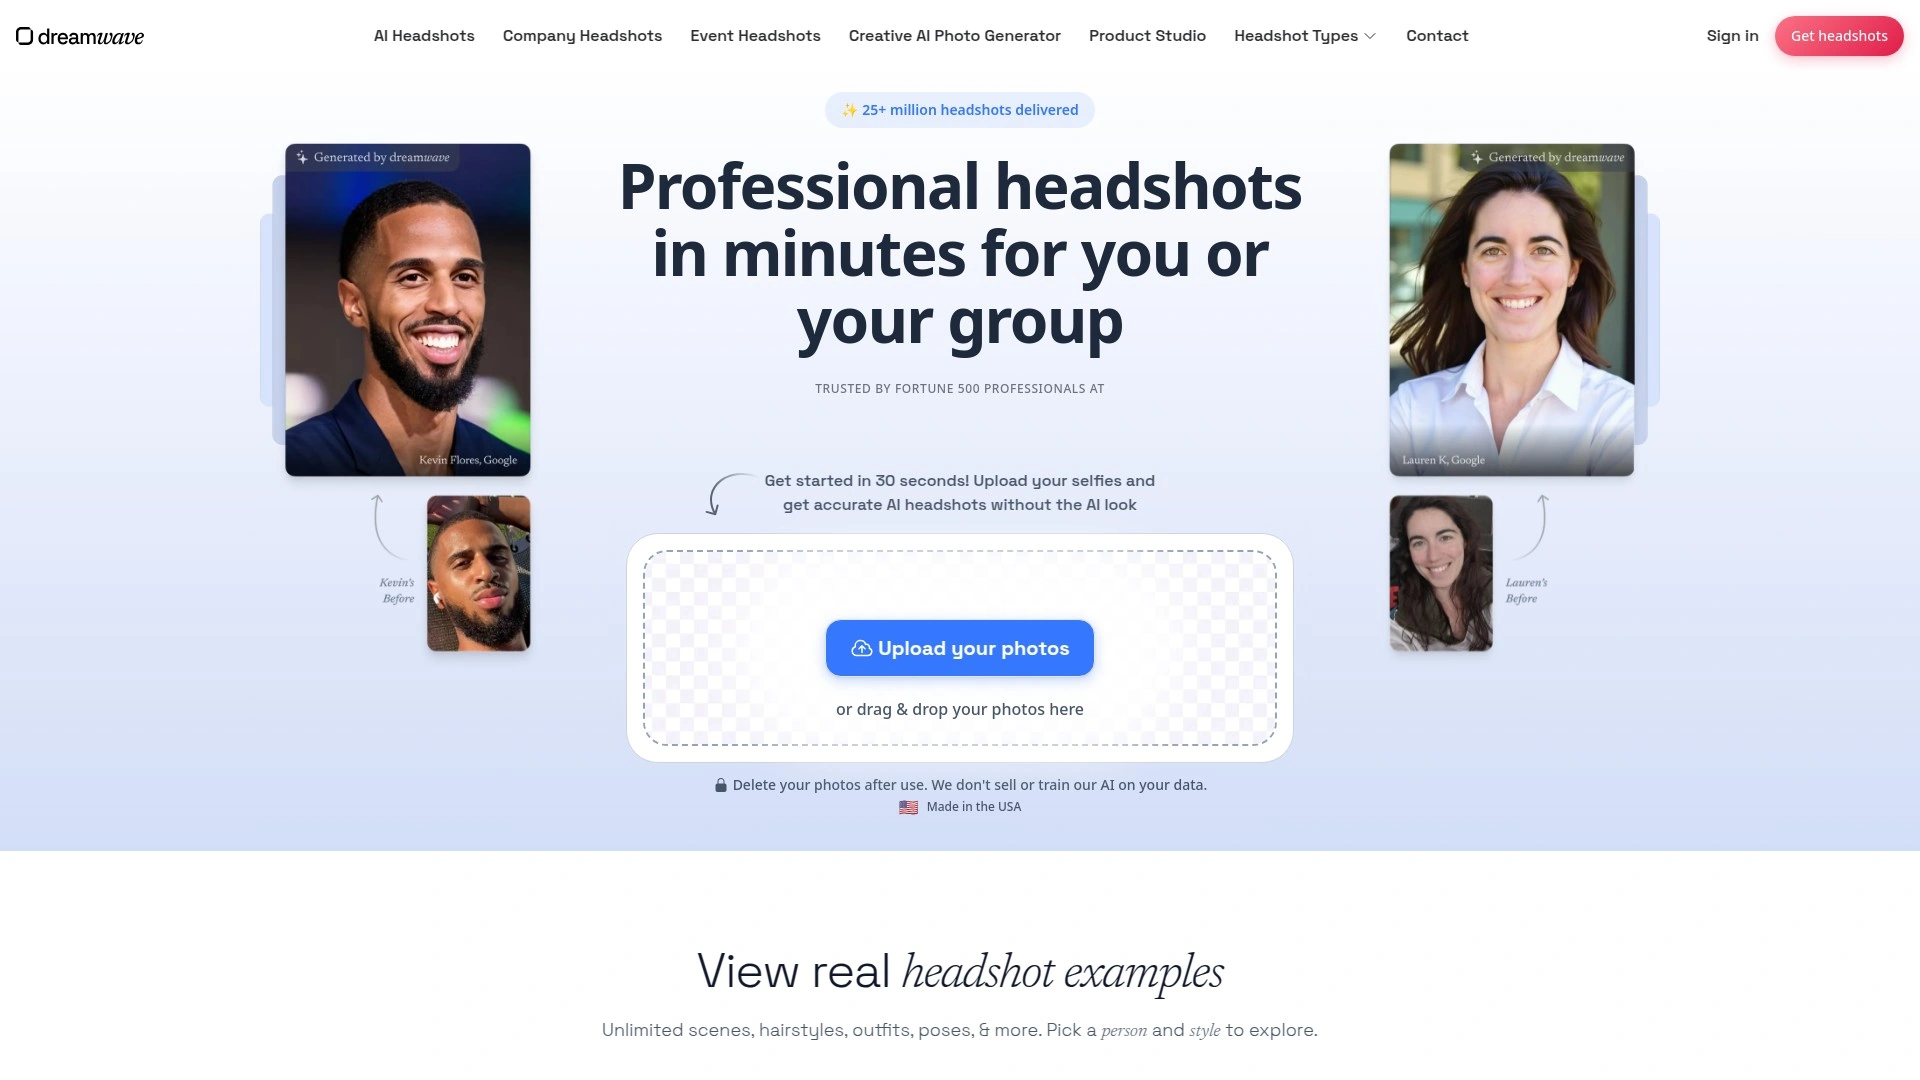 dreamwave
AI Headshots
Company Headshots
Event Headshots
Creative AI Photo Generator
Product Studio
Headshot Types
Contact
Sign in
Get headshots
✨ 25+ million headshots delivered
Generated by dreamwave
Kevin Flores, Google
Kevin's
Before
Professional headshots
in minutes for you or
your group
TRUSTED BY FORTUNE 500 PROFESSIONALS AT
Get started in 30 seconds! Upload your selfies and
get accurate AI headshots without the AI look
Upload your photos
or drag & drop your photos here
Delete your photos after use. We don't sell or train our AI on your data.
🇺🇸 Made in the USA
Generated by dreamwave
Lauren K, Google
Lauren's
Before
View real headshot examples
Unlimited scenes, hairstyles, outfits, poses, & more. Pick a person and style to explore.